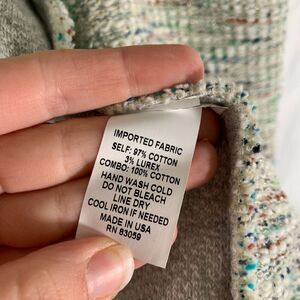 IMPORTED FABRIC
SELF: 97% COTTON
3% LUREX
COMBO: 100% COTTON
HAND WASH COLD
DO NOT BLEACH
LINE DRY
COOL IRON IF NEEDED
MADE IN USA
RN 83059